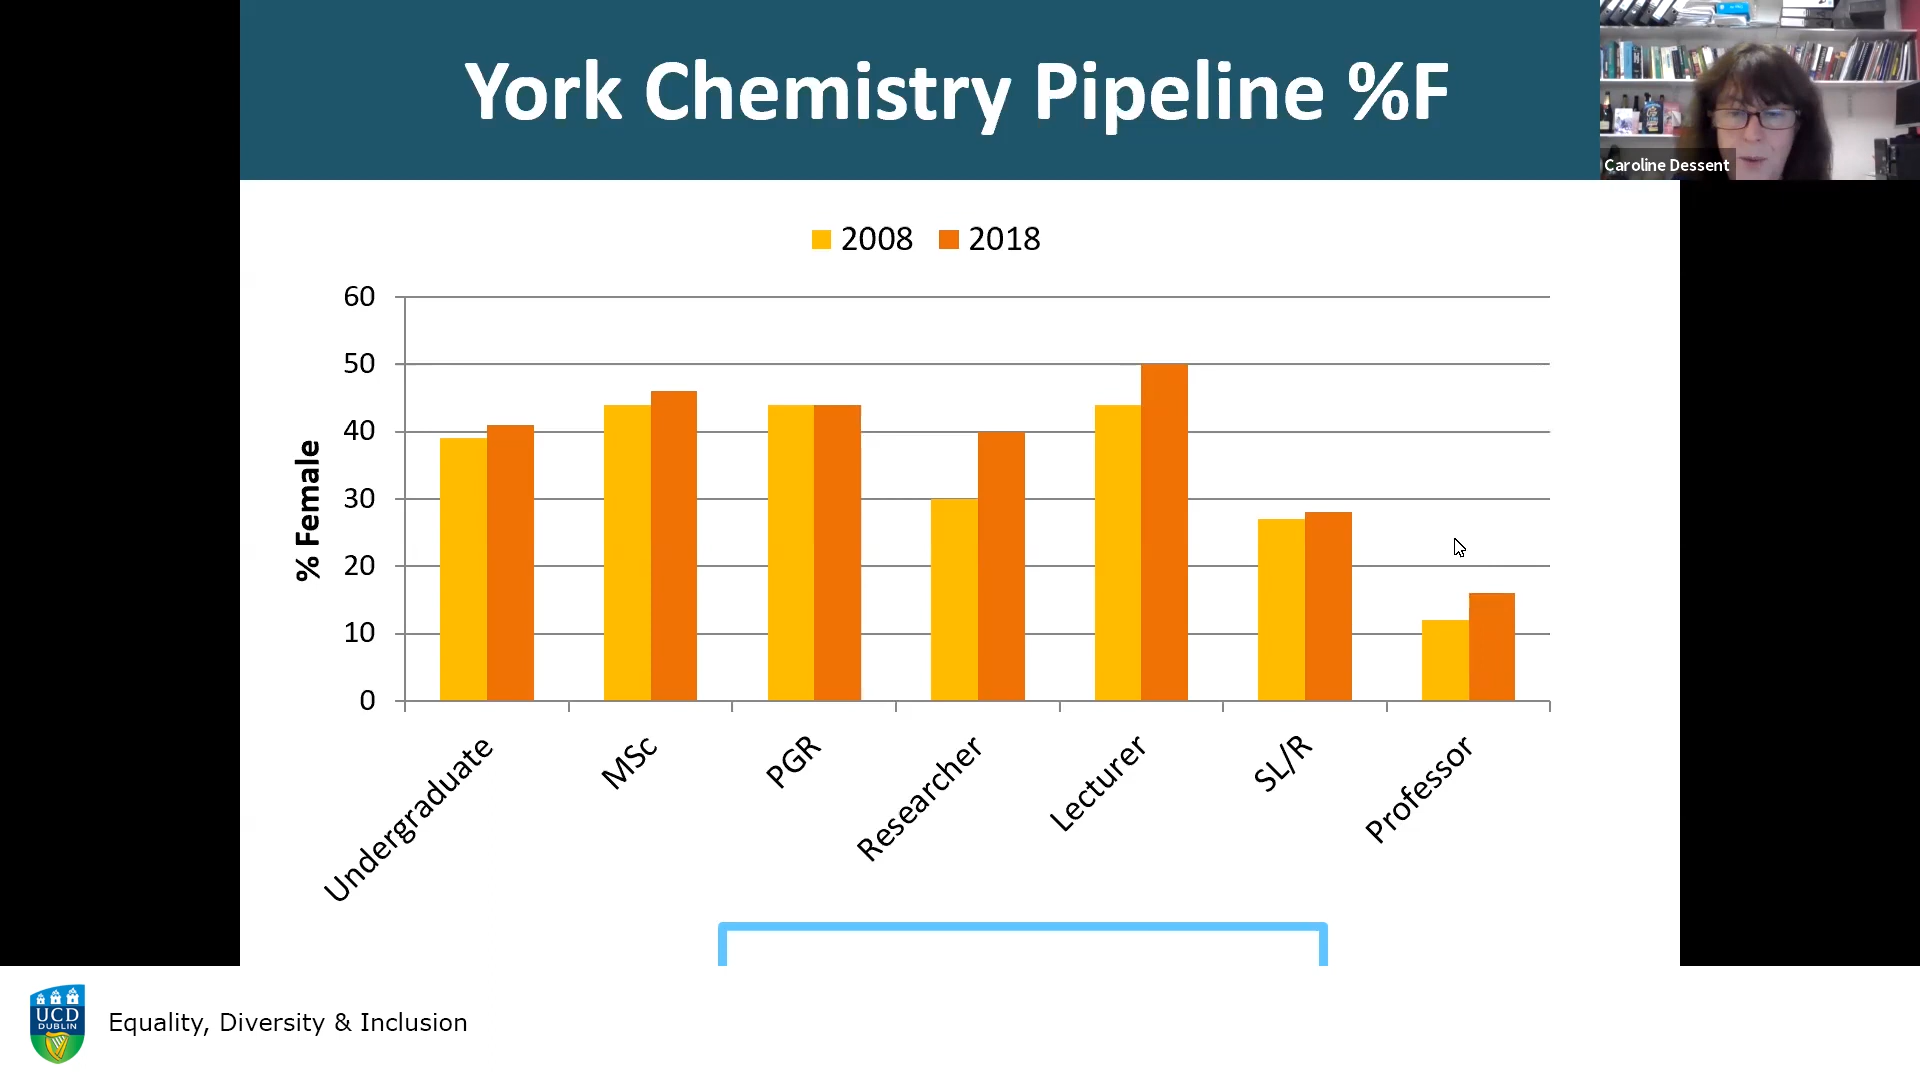 York Chemistry Pipeline %F
Caroline Dessent
2008 2018
60
50
40
30
20
10
0
% Female
Undergraduate
MSc
PGR
Researcher
Lecturer
SL/R
Professor
UCD
DUBLIN
Equality, Diversity & Inclusion